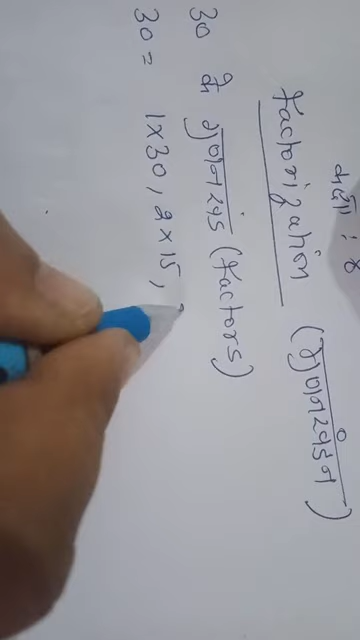 कक्षा : 8
Factorization (गुणनखंडन)
30 के गुणनखंड (Factors)
30 = 1×30, 2×15,